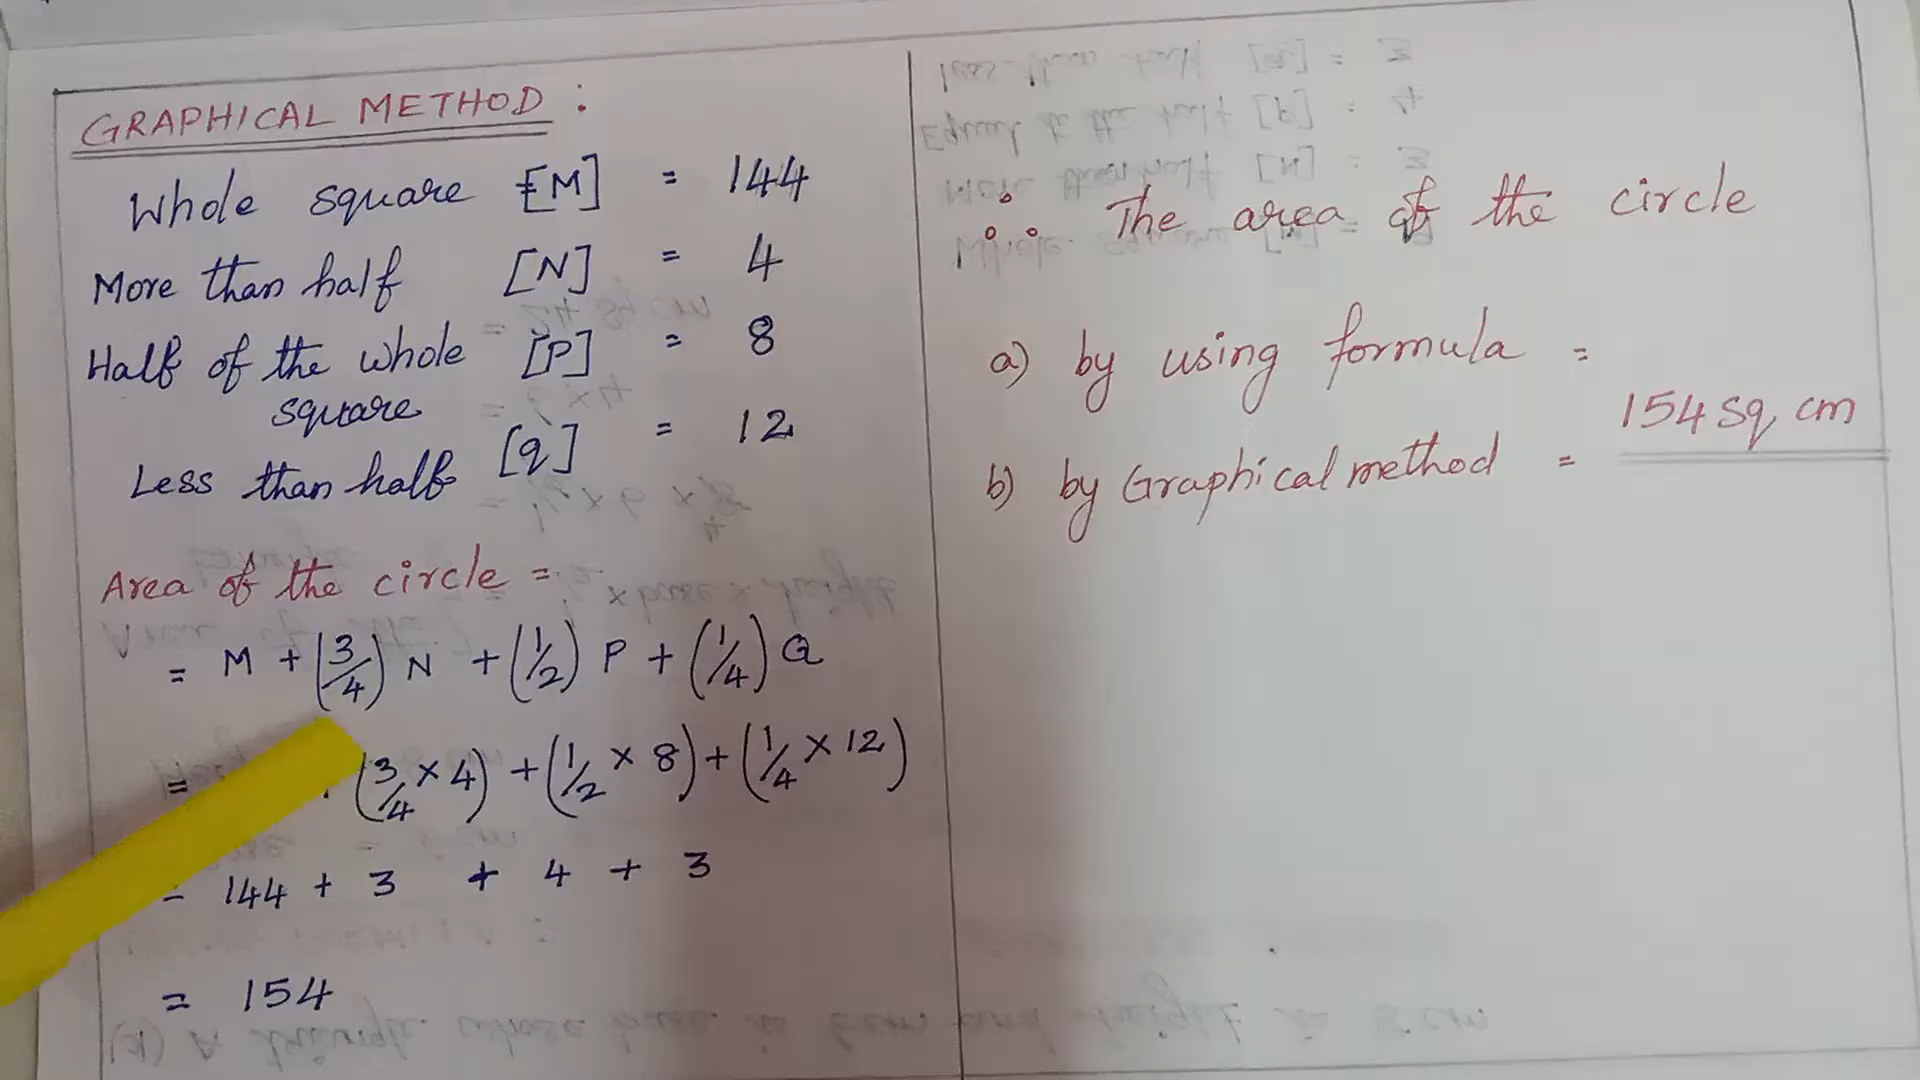 GRAPHICAL METHOD :
Whole square [M] = 144
More than half [N] = 4
Half of the whole [P] = 8
square
Less than half [q] = 12
Area of the circle =
= M + (3/4) N + (1/2) P + (1/4) Q
= (3/4 × 4) + (1/2 × 8) + (1/4 × 12)
= 144 + 3 + 4 + 3
= 154
∴ The area of the circle
a) by using formula =
154 sq cm
b) by Graphical method =